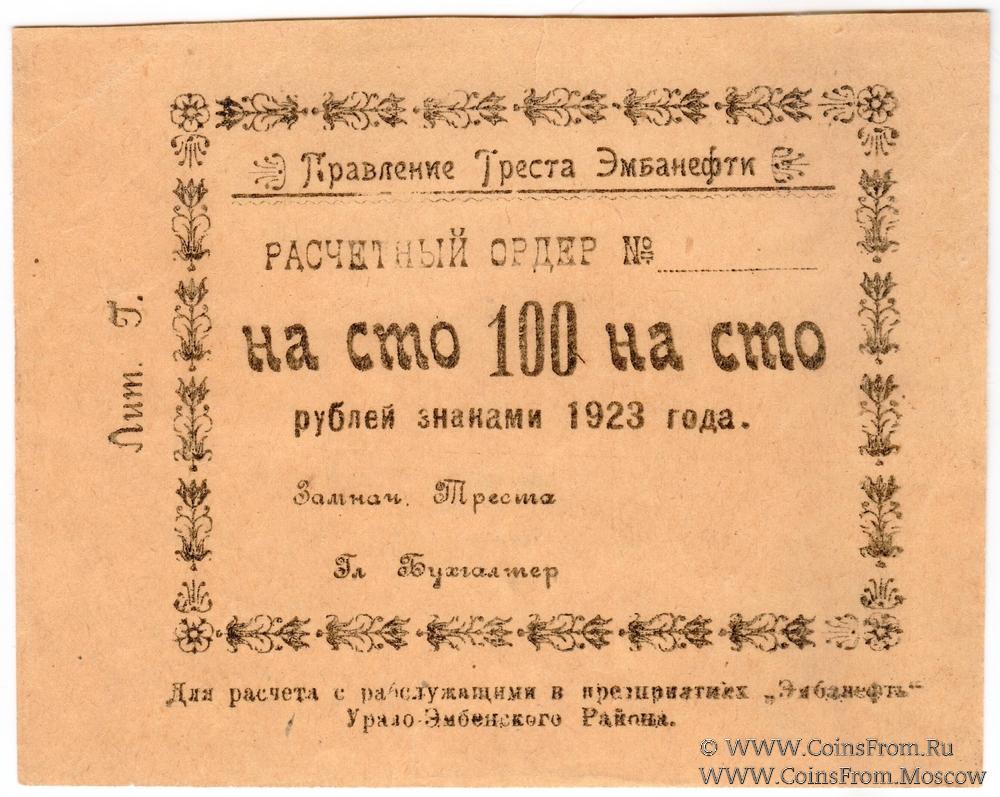 Правление Треста Эмбанефти
РАСЧЕТНЫЙ ОРДЕР №
на сто 100 на сто
рублей знанами 1923 года.
Замнач. Треста
Гл Бухгалтер
Лит. Г.
Для расчета с рабслужащими в предприятиях „Эмбанефть“
Урало-Эмбенского Района.
© WWW.CoinsFrom.Ru
WWW.CoinsFrom.Moscow